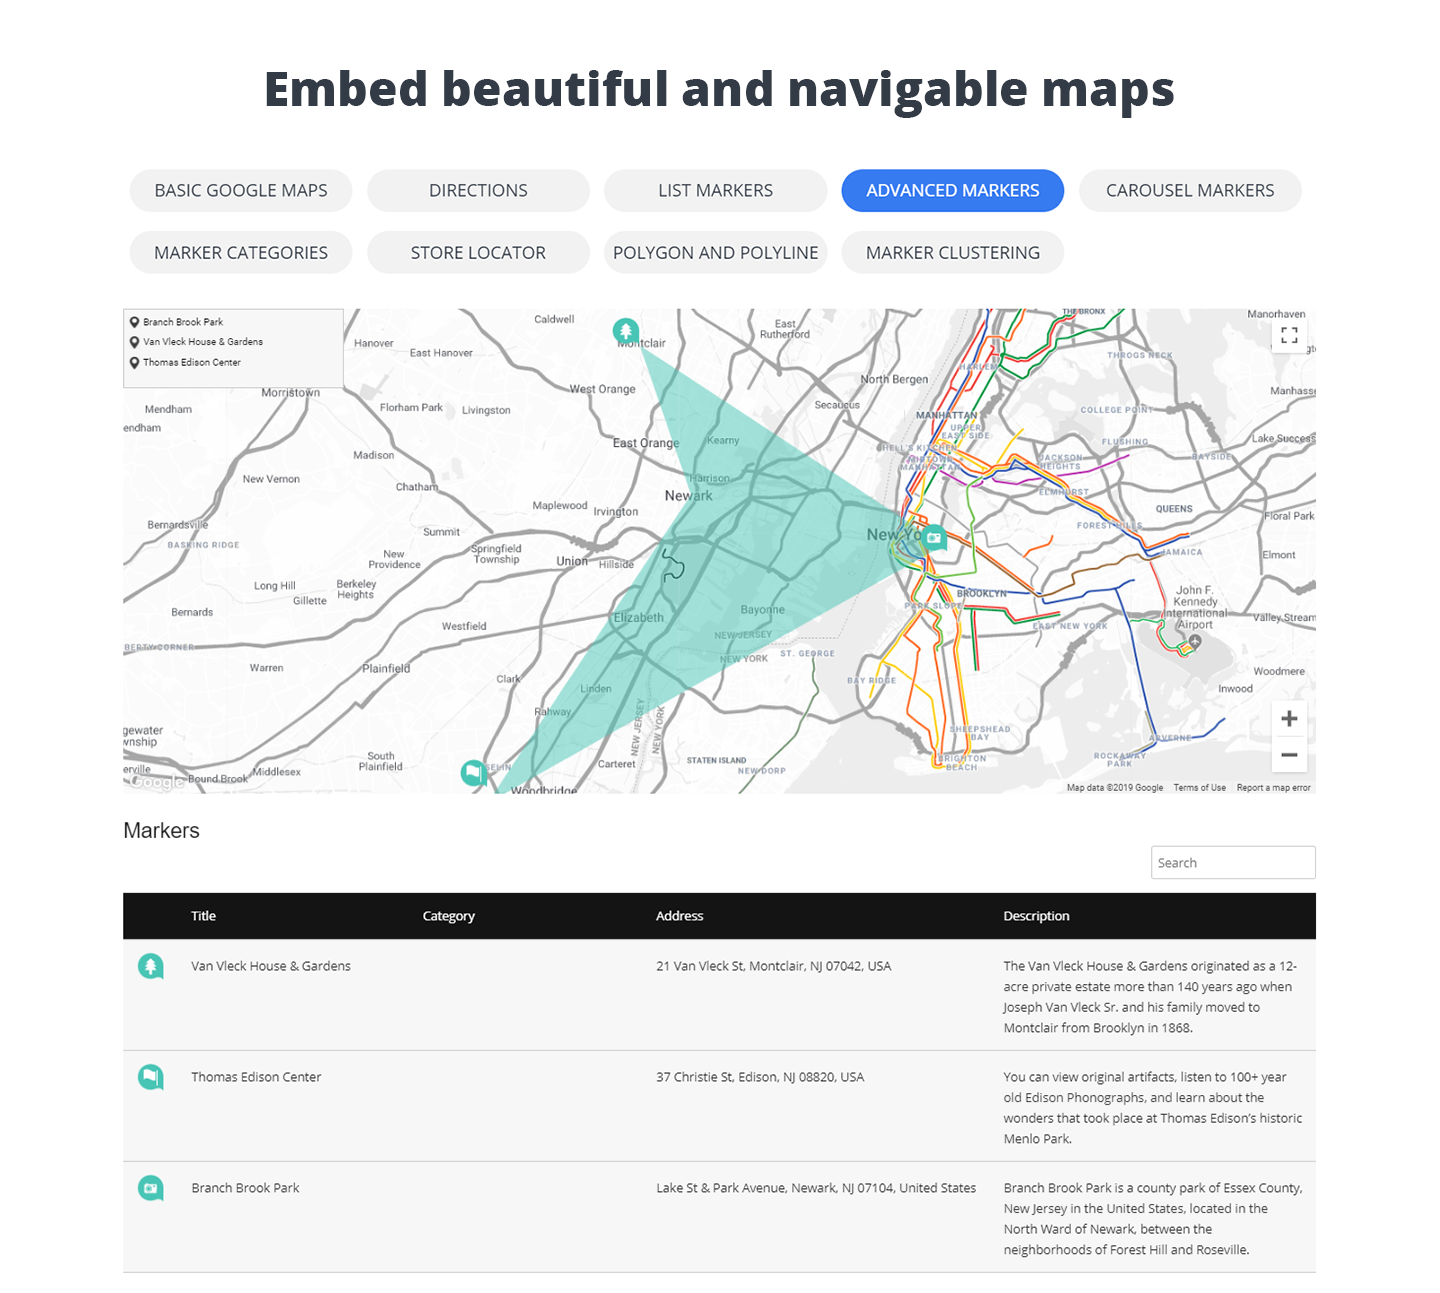 Embed beautiful and navigable maps
BASIC GOOGLE MAPS
DIRECTIONS
LIST MARKERS
ADVANCED MARKERS
CAROUSEL MARKERS
MARKER CATEGORIES
STORE LOCATOR
POLYGON AND POLYLINE
MARKER CLUSTERING
Branch Brook Park
Van Vleck House & Gardens
Thomas Edison Center
Caldwell
Montclair
East
Rutherford
THE BRONX
Manorhaven
Hanover
East Hanover
HARLEM
THROGS NECK
Morristown
West Orange
North Bergen
Manhass
Mendham
endham
Florham Park
Livingston
Secaucus
MANHATTAN
COLLEGE POINT
UPPER
EAST SIDE
East Orange
Kearny
HELL'S KITCHEN
FLUSHING
Lake Success
Madison
MIDTOWN
MANHATTAN
JACKSON
HEIGHTS
BAYSIDE
New Vernon
Chatham
Harrison
Newark
ELMHURST
Maplewood
Irvington
QUEENS
Floral Park
Bernardsville
BASKING RIDGE
Summit
New Yo
FOREST HILLS
New
Providence
Springfield
Township
Union
Hillside
JAMAICA
Elmont
Long Hill
Gillette
Berkeley
Heights
BROOKLYN
John F.
Kennedy
International
Airport
Bernards
Elizabeth
Bayonne
PARK SLOPE
Valley Stream
Westfield
NEW JERSEY
NEW YORK
EAST NEW YORK
BERTY CORNER
ST. GEORGE
Warren
Plainfield
Clark
Linden
BAY RIDGE
Woodmere
Inwood
Rahway
NEW JERSEY
NEW YORK
SHEEPSHEAD
BAY
gewater
wnship
ARVERNE
South
Plainfield
Carteret
STATEN ISLAND
NEW DORP
BRIGHTON
BEACH
ROCKAWAY
PARK
erville
Bound Brook
Middlesex
SELIN
Woodbridge
Google
Map data ©2019 Google
Terms of Use
Report a map error
Markers
Search
Title
Category
Address
Description
Van Vleck House & Gardens
21 Van Vleck St, Montclair, NJ 07042, USA
The Van Vleck House & Gardens originated as a 12-
acre private estate more than 140 years ago when
Joseph Van Vleck Sr. and his family moved to
Montclair from Brooklyn in 1868.
Thomas Edison Center
37 Christie St, Edison, NJ 08820, USA
You can view original artifacts, listen to 100+ year
old Edison Phonographs, and learn about the
wonders that took place at Thomas Edison's historic
Menlo Park.
Branch Brook Park
Lake St & Park Avenue, Newark, NJ 07104, United States
Branch Brook Park is a county park of Essex County,
New Jersey in the United States, located in the
North Ward of Newark, between the
neighborhoods of Forest Hill and Roseville.